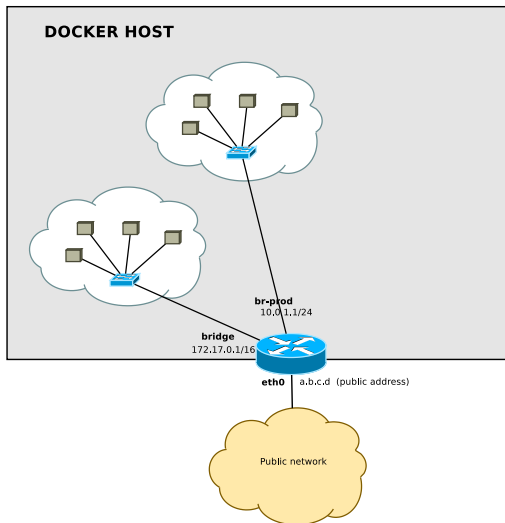 DOCKER HOST
br-prod
10.0.1,1/24
bridge
172.17.0.1/16
eth0 a.b.c.d (public address)
Public network